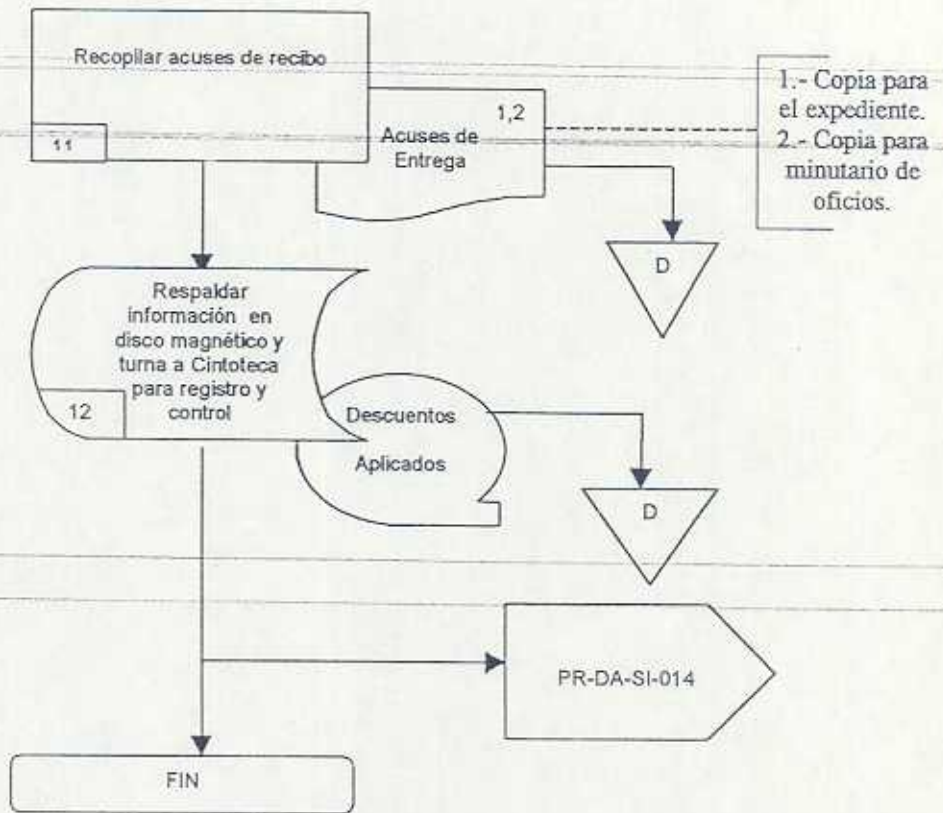 Recopilar acuses de recibo
11
1,2
Acuses de
Entrega
1.- Copia para
el expediente.
2.- Copia para
minutario de
oficios.
D
Respaldar
información en
disco magnético y
turna a Cintoteca
para registro y
control
12
Descuentos
Aplicados
D
PR-DA-SI-014
FIN